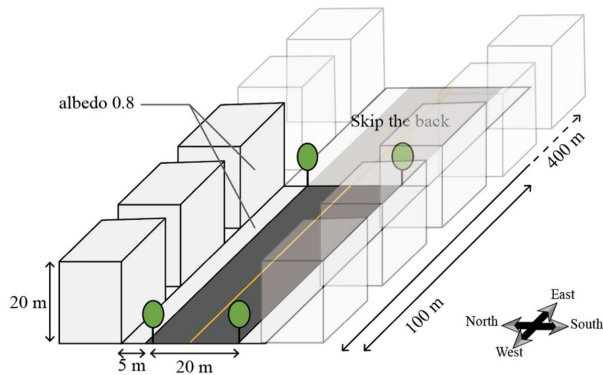 albedo 0.8
Skip the back
400 m
20 m
100 m
5 m
20 m
East
North
South
West